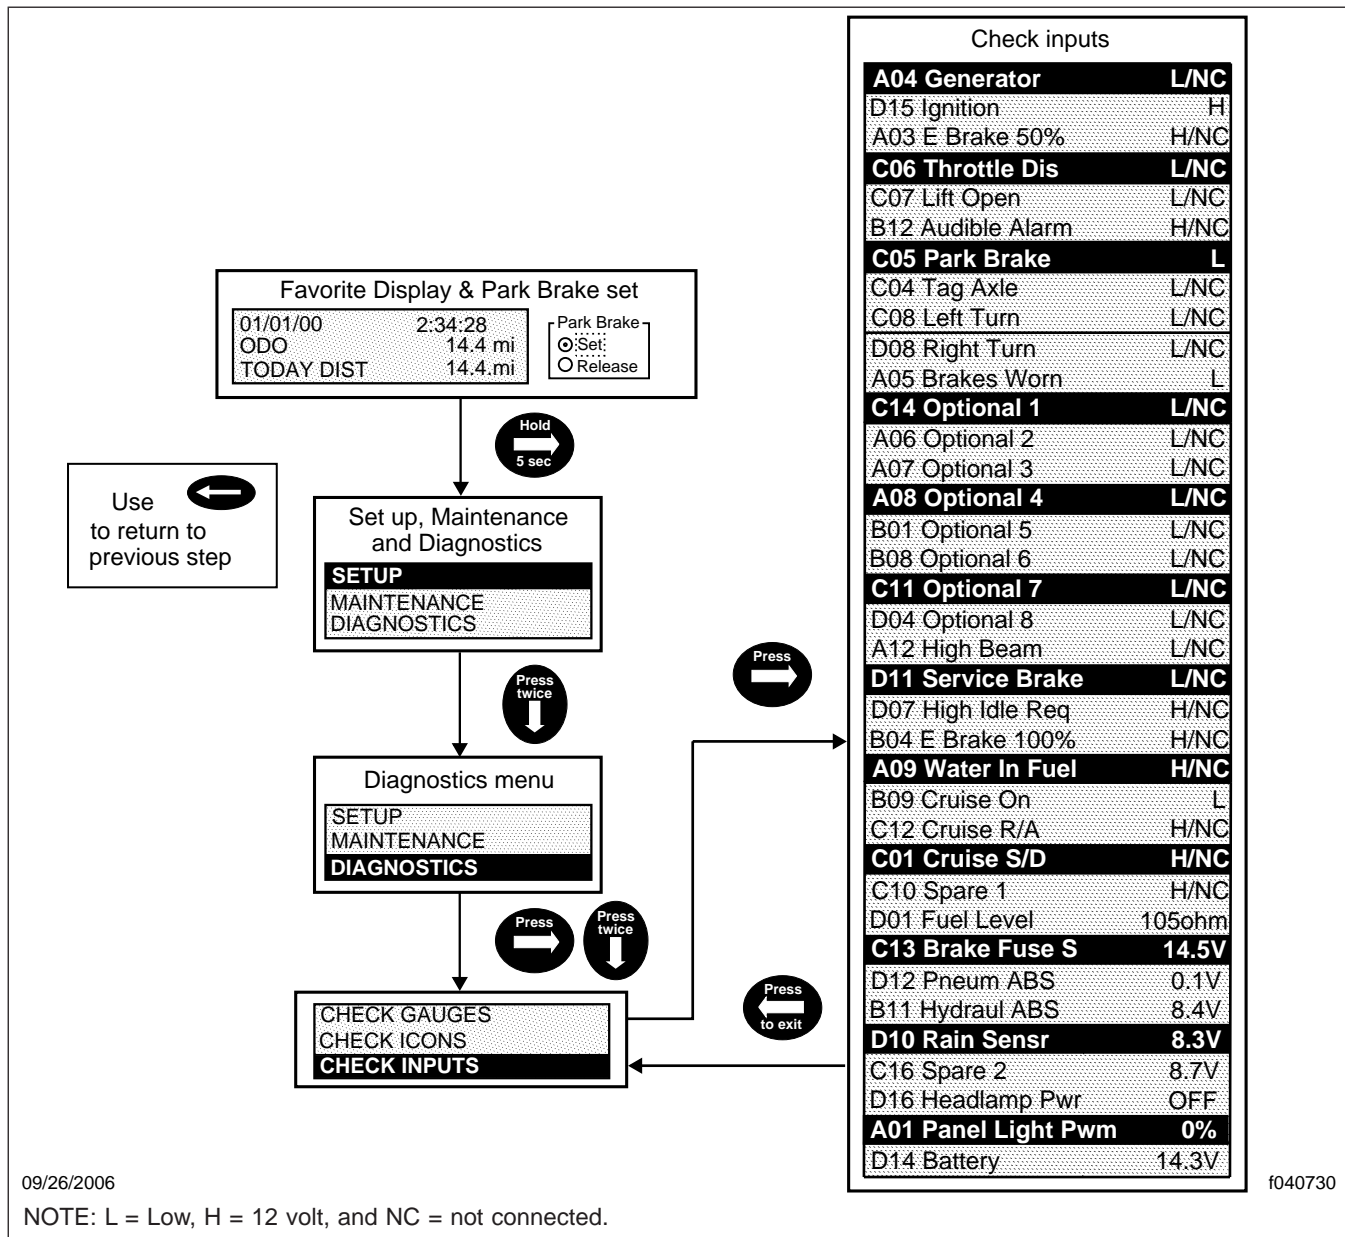 Favorite Display & Park Brake set
01/01/00 2:34:28
ODO 14.4 mi
TODAY DIST 14.4.mi
Park Brake
Set
Release
Hold
5 sec
Use
to return to
previous step
Set up, Maintenance
and Diagnostics
SETUP
MAINTENANCE
DIAGNOSTICS
Press
twice
Diagnostics menu
SETUP
MAINTENANCE
DIAGNOSTICS
Press
Press
twice
CHECK GAUGES
CHECK ICONS
CHECK INPUTS
Press
Press
to exit
Check inputs
A04 Generator L/NC
D15 Ignition H
A03 E Brake 50% H/NC
C06 Throttle Dis L/NC
C07 Lift Open L/NC
B12 Audible Alarm H/NC
C05 Park Brake L
C04 Tag Axle L/NC
C08 Left Turn L/NC
D08 Right Turn L/NC
A05 Brakes Worn L
C14 Optional 1 L/NC
A06 Optional 2 L/NC
A07 Optional 3 L/NC
A08 Optional 4 L/NC
B01 Optional 5 L/NC
B08 Optional 6 L/NC
C11 Optional 7 L/NC
D04 Optional 8 L/NC
A12 High Beam L/NC
D11 Service Brake L/NC
D07 High Idle Req H/NC
B04 E Brake 100% H/NC
A09 Water In Fuel H/NC
B09 Cruise On L
C12 Cruise R/A H/NC
C01 Cruise S/D H/NC
C10 Spare 1 H/NC
D01 Fuel Level 105ohm
C13 Brake Fuse S 14.5V
D12 Pneum ABS 0.1V
B11 Hydraul ABS 8.4V
D10 Rain Sensr 8.3V
C16 Spare 2 8.7V
D16 Headlamp Pwr OFF
A01 Panel Light Pwm 0%
D14 Battery 14.3V
09/26/2006
f040730
NOTE: L = Low, H = 12 volt, and NC = not connected.